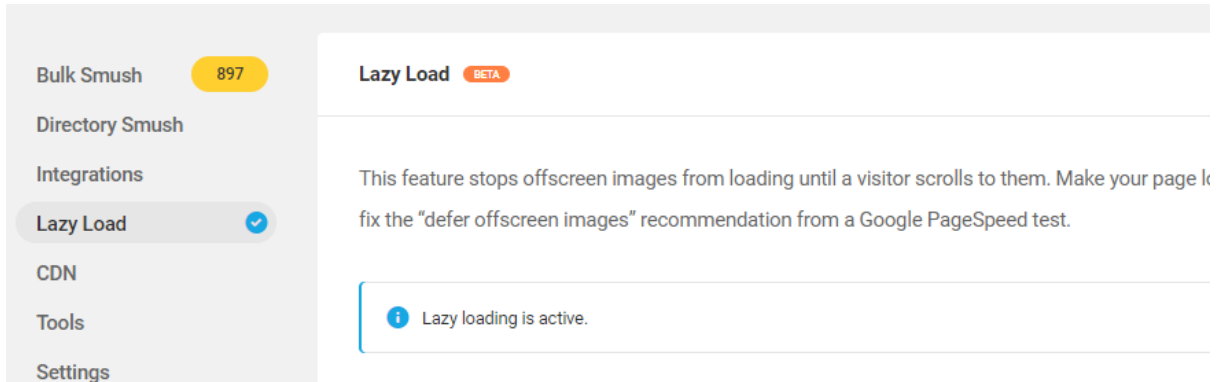 Bulk Smush 897
Directory Smush
Integrations
Lazy Load
CDN
Tools
Settings
Lazy Load BETA
This feature stops offscreen images from loading until a visitor scrolls to them. Make your page
fix the “defer offscreen images” recommendation from a Google PageSpeed test.
Lazy loading is active.